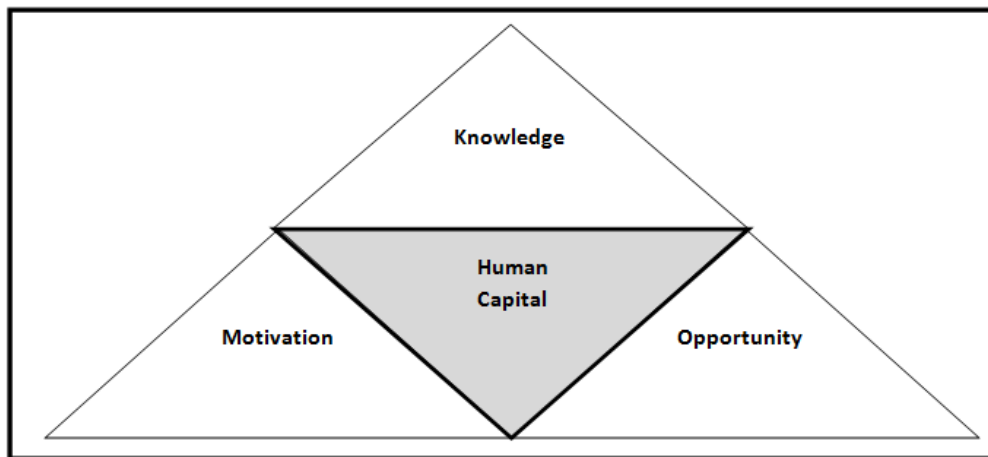 Knowledge
Human
Capital
Motivation
Opportunity